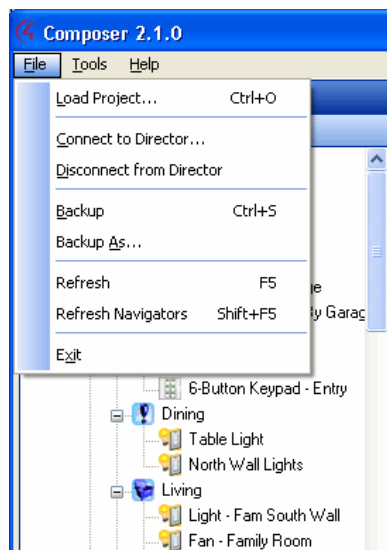 Composer 2.1.0
File Tools Help
Load Project... Ctrl+O
Connect to Director...
Disconnect from Director
Backup Ctrl+S
Backup As...
Refresh F5
Refresh Navigators Shift+F5
By Garag
Exit
6-Button Keypad - Entry
Dining
Table Light
North Wall Lights
Living
Light - Fam South Wall
Fan - Family Room